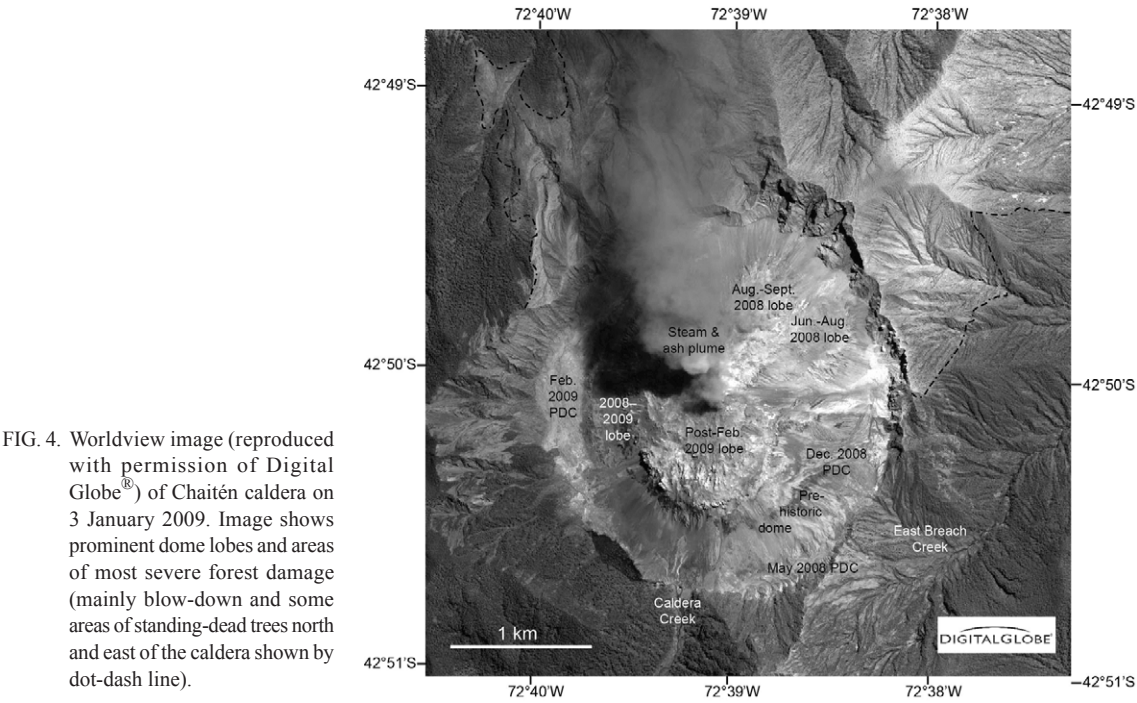 72°40'W 72°39'W 72°38'W
42°49'S
42°49'S
Aug.-Sept.
2008 lobe
Jun.-Aug
2008 lobe
Steam &
ash plume
42°50'S
42°50'S
Feb.
2009
PDC
2008–
2009
lobe
Post-Feb.
2009 lobe
Dec. 2008
PDC
Pre-
historic
dome
East Breach
Creek
May 2008 PDC
Caldera
Creek
1 km
DIGITALGLOBE®
42°51'S
42°51'S
72°40'W 72°39'W 72°38'W
FIG. 4. Worldview image (reproduced
with permission of Digital
Globe®) of Chaitén caldera on
3 January 2009. Image shows
prominent dome lobes and areas
of most severe forest damage
(mainly blow-down and some
areas of standing-dead trees north
and east of the caldera shown by
dot-dash line).